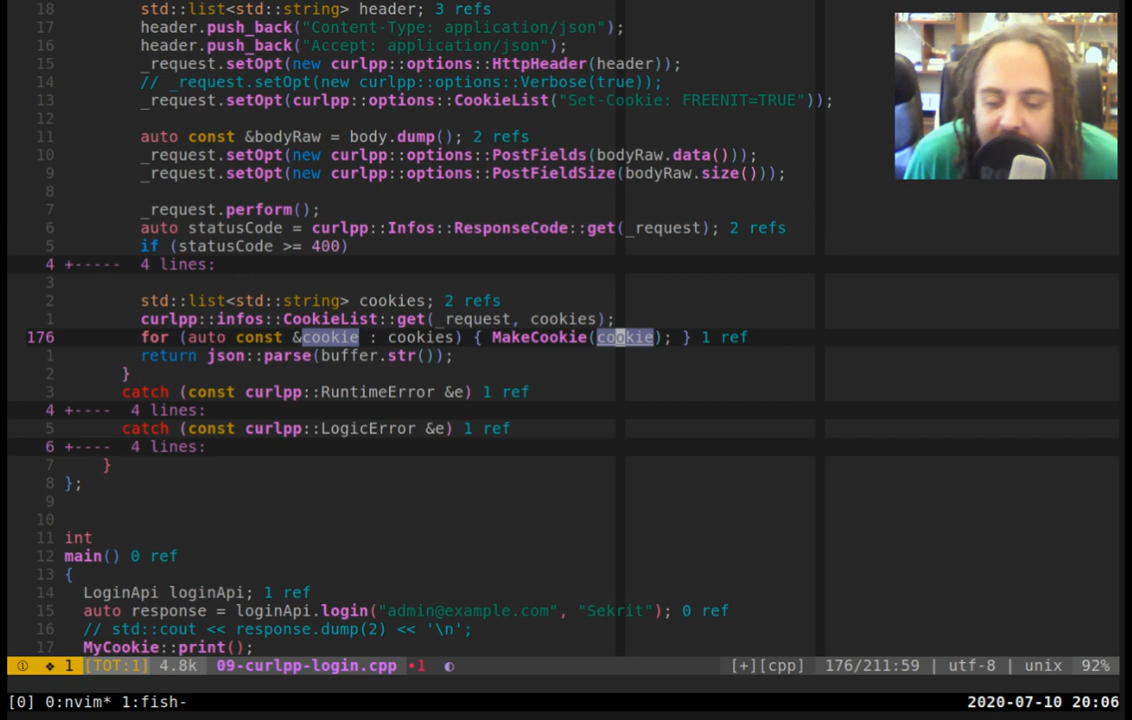 18 std::list<std::string> header; 3 refs
17 header.push_back("Content-Type: application/json");
16 header.push_back("Accept: application/json");
15 _request.setOpt(new curlpp::options::HttpHeader(header));
14 // _request.setOpt(new curlpp::options::Verbose(true));
13 _request.setOpt(curlpp::options::CookieList("Set-Cookie: FREENIT=TRUE"));
12
11 auto const &bodyRaw = body.dump(); 2 refs
10 _request.setOpt(new curlpp::options::PostFields(bodyRaw.data()));
9 _request.setOpt(new curlpp::options::PostFieldSize(bodyRaw.size()));
8
7 _request.perform();
6 auto statusCode = curlpp::Infos::ResponseCode::get(_request); 2 refs
5 if (statusCode >= 400)
4 +----- 4 lines:
3
2 std::list<std::string> cookies; 2 refs
1 curlpp::infos::CookieList::get(_request, cookies);
176 for (auto const &cookie : cookies) { MakeCookie(cookie); } 1 ref
1 return json::parse(buffer.str());
2 }
3 catch (const curlpp::RuntimeError &e) 1 ref
4 +---- 4 lines:
5 catch (const curlpp::LogicError &e) 1 ref
6 +---- 4 lines:
7 }
8 };
9
10
11 int
12 main() 0 ref
13 {
14 LoginApi loginApi; 1 ref
15 auto response = loginApi.login("admin@example.com", "Sekrit"); 0 ref
16 // std::cout << response.dump(2) << '\n';
17 MyCookie::print();
① ❖ 1 [TOT:1] 4.8k 09-curlpp-login.cpp •1 ◐ [+][cpp] 176/211:59 | utf-8 | unix 92%
[0] 0:nvim* 1:fish- 2020-07-10 20:06